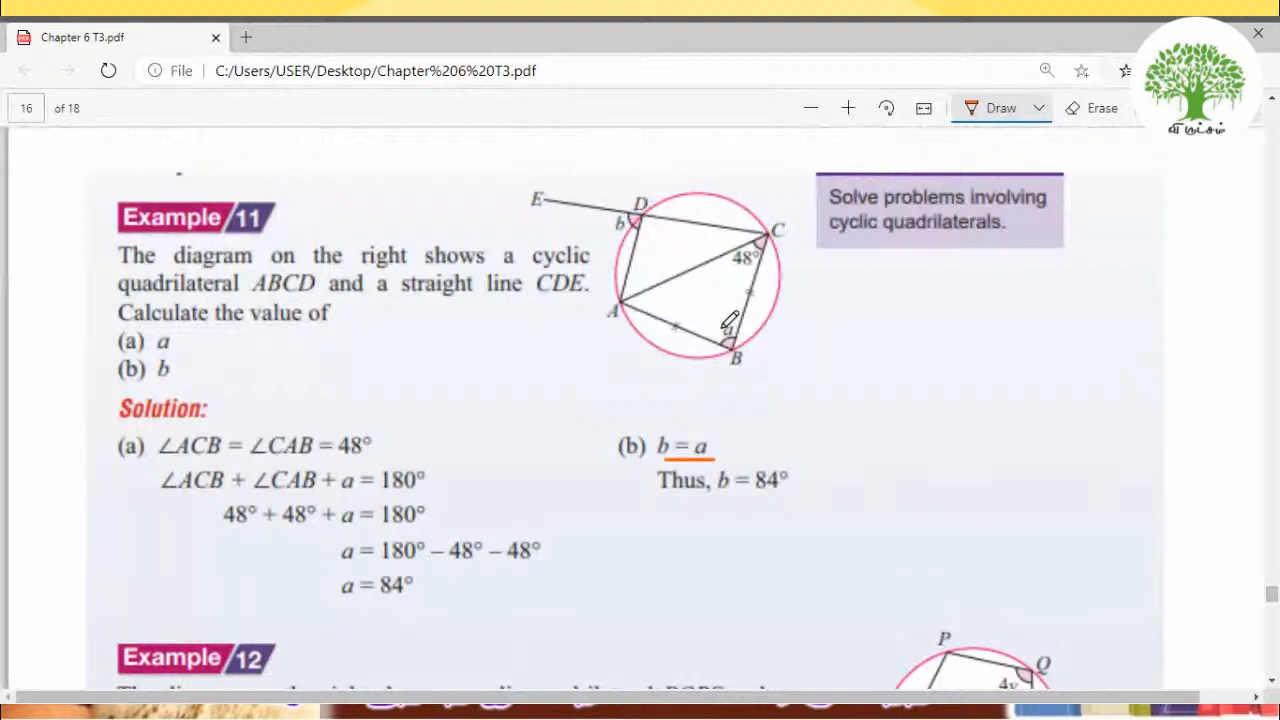 Chapter 6 T3.pdf
File
C:/Users/USER/Desktop/Chapter%206%20T3.pdf
16 of 18
Draw
Erase
விருட்சம்
Example 11
Solve problems involving
cyclic quadrilaterals.
The diagram on the right shows a cyclic
quadrilateral ABCD and a straight line CDE.
Calculate the value of
(a) a
(b) b
E
D
b
C
48°
A
a
B
Solution:
(a) ∠ACB = ∠CAB = 48°
∠ACB + ∠CAB + a = 180°
48° + 48° + a = 180°
a = 180° – 48° – 48°
a = 84°
(b) b = a
Thus, b = 84°
Example 12
P
Q
4y